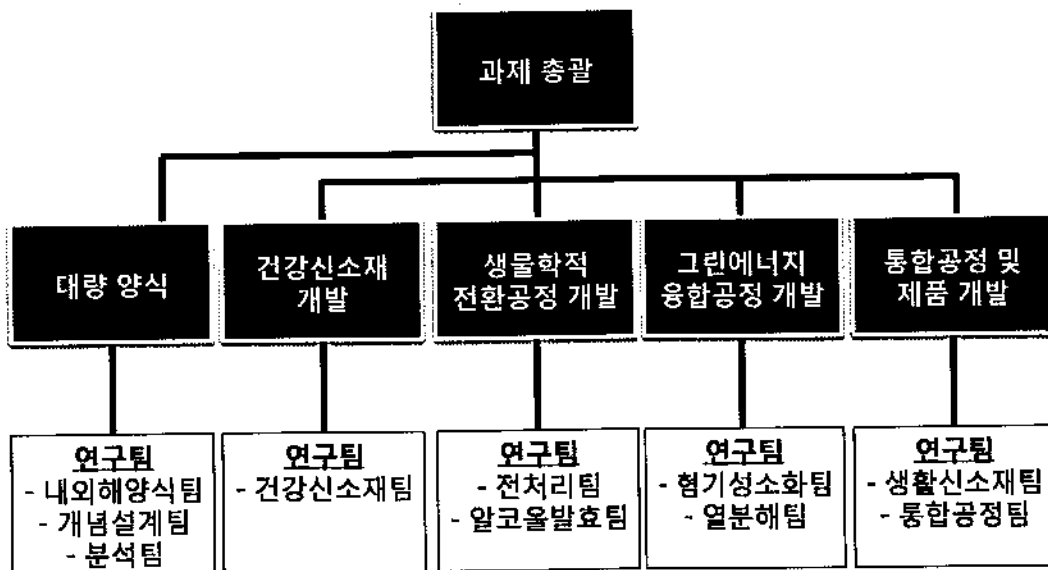 과제 총괄
대량 양식
건강신소재
개발
생물학적
전환공정 개발
그린에너지
융합공정 개발
통합공정 및
제품 개발
연구팀
- 내외해양식팀
- 개념설계팀
- 분석팀
연구팀
- 건강신소재팀
연구팀
- 전처리팀
- 알코올발효팀
연구팀
- 혐기성소화팀
- 열분해팀
연구팀
- 생활신소재팀
- 통합공정팀